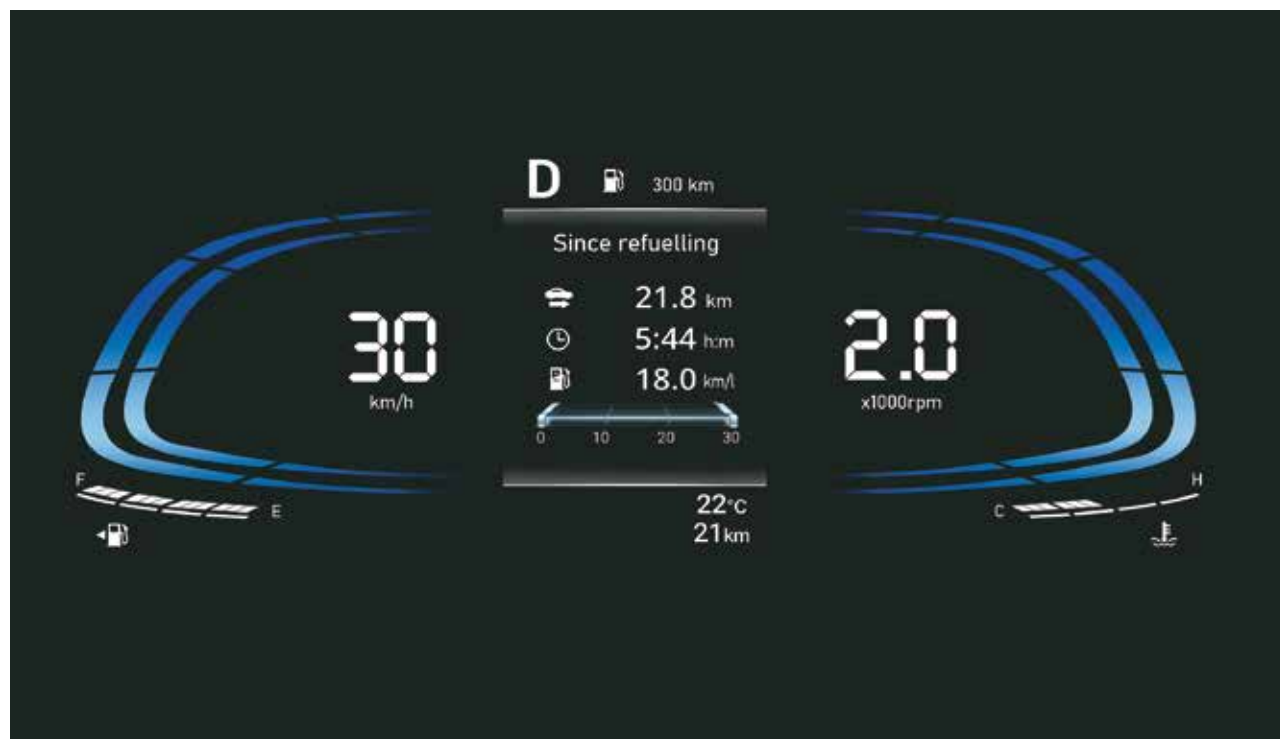 D 300 km
Since refuelling
21.8 km
5:44 h:m
18.0 km/l
0 10 20 30
30
km/h
2.0
x1000rpm
F E
C H
22°C
21km